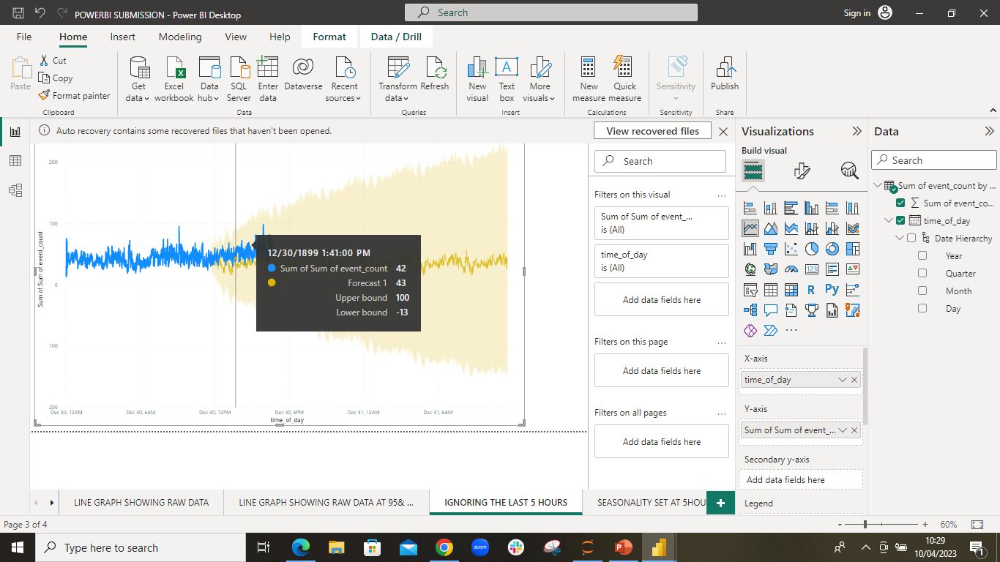 POWERBI SUBMISSION - Power BI Desktop
Search
Sign in
File
Home
Insert
Modeling
View
Help
Format
Data / Drill
Paste
Cut
Copy
Format painter
Clipboard
Get data
Excel workbook
Data hub
SQL Server
Enter data
Dataverse
Recent sources
Data
Transform data
Refresh
Queries
New visual
Text box
More visuals
Insert
New measure
Quick measure
Calculations
Sensitivity
Sensitivity
Publish
Share
Auto recovery contains some recovered files that haven't been opened.
View recovered files
200
100
0
100
200
Sum of Sum of event_count
Dec 30, 12AM
Dec 30, 6AM
Dec 30, 12PM
Dec 30, 6PM
Dec 31, 12AM
Dec 31, 6AM
time_of_day
12/30/1899 1:41:00 PM
Sum of Sum of event_count 42
Forecast 1 43
Upper bound 100
Lower bound -13
Search
Filters on this visual
...
Sum of Sum of event_...
is (All)
time_of_day
is (All)
Add data fields here
Filters on this page
...
Add data fields here
Filters on all pages
...
Add data fields here
Visualizations
Build visual
123
R
Py
...
X-axis
time_of_day
Y-axis
Sum of Sum of event_...
Secondary y-axis
Add data fields here
Legend
Data
Search
Sum of event_count by ...
Sum of event_co...
time_of_day
Date Hierarchy
Year
Quarter
Month
Day
LINE GRAPH SHOWING RAW DATA
LINE GRAPH SHOWING RAW DATA AT 95& ...
IGNORING THE LAST 5 HOURS
SEASONALITY SET AT 5HOU
Page 3 of 4
- + 60%
Type here to search
zoom
10:29
10/04/2023
1